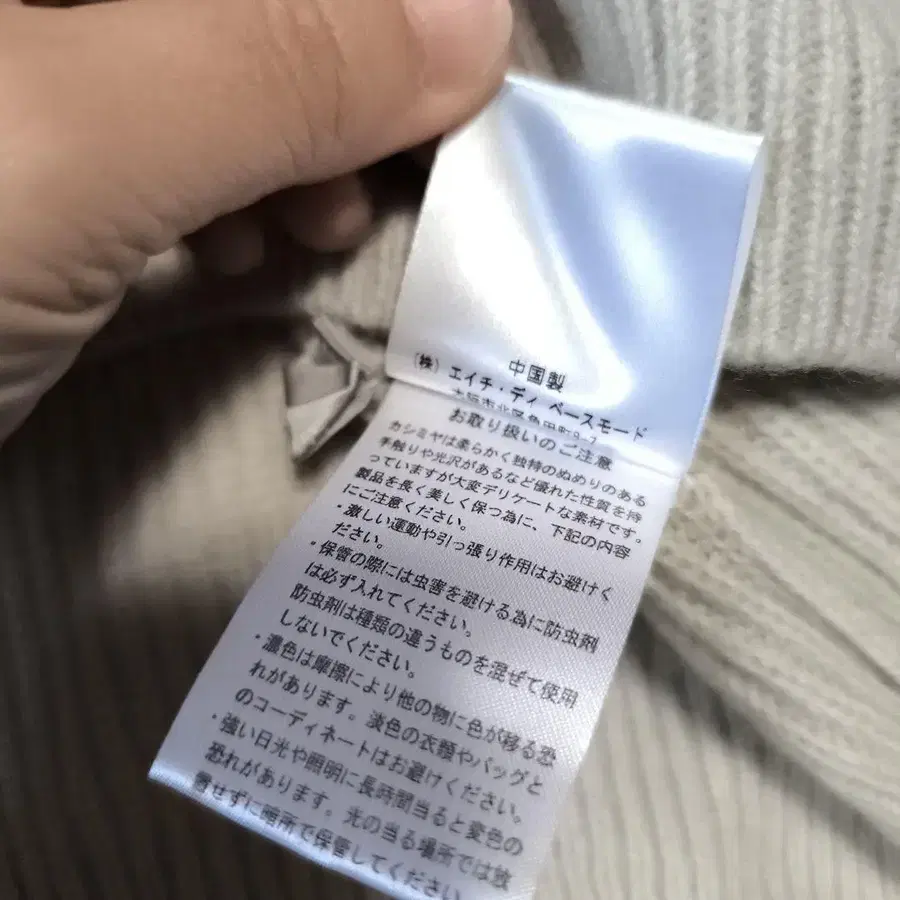 中国製
(株) エイチ・ディ ベースモード
大阪市北区角田町8-7
お取り扱いのご注意
カシミヤは柔らかく独特のぬめりのある
手触りや光沢があるなど優れた性質を持
っていますが大変デリケートな素材です。
製品を長く美しく保つ為に、下記の内容
にご注意ください。
・激しい運動や引っ張り作用はお避けく
ださい。
・保管の際には虫害を避ける為に防虫剤
は必ず入れてください。
防虫剤は種類の違うものを混ぜて使用
しないでください。
・濃色は摩擦により他の物に色が移る恐
れがあります。淡色の衣類やバッグと
のコーディネートはお避けください。
・強い日光や照明に長時間当ると変色の
恐れがあります。光の当る場所では放
置せずに暗所で保管してください。